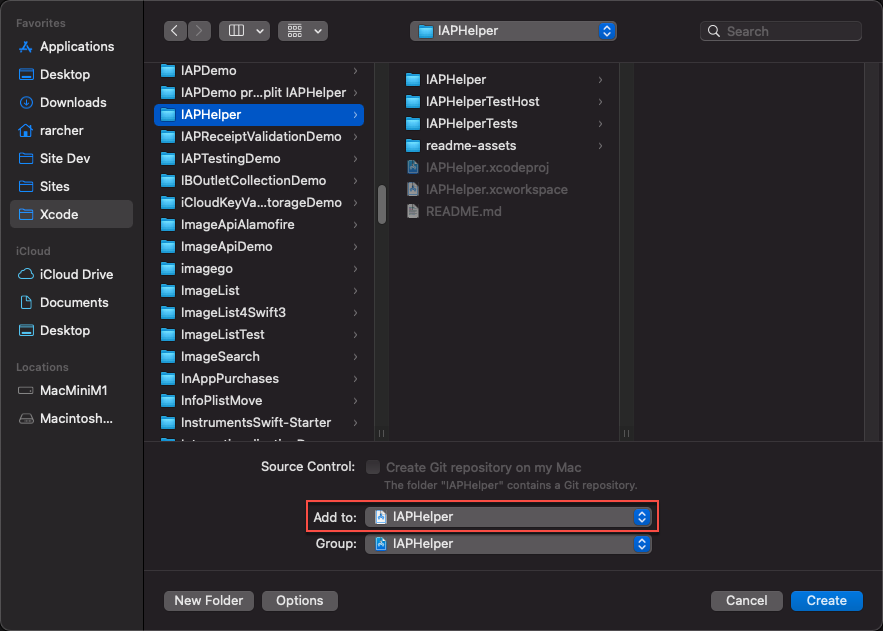 Favorites
Applications
Desktop
Downloads
rarcher
Site Dev
Sites
Xcode
iCloud
iCloud Drive
Documents
Desktop
Locations
MacMiniM1
Macintosh...
IAPHelper
Search
IAPDemo
IAPDemo pr...plit IAPHelper
IAPHelper
IAPReceiptValidationDemo
IAPTestingDemo
IBOutletCollectionDemo
iCloudKeyVa...torageDemo
ImageApiAlamofire
ImageApiDemo
imagego
ImageList
ImageList4Swift3
ImageListTest
ImageSearch
InAppPurchases
InfoPlistMove
InstrumentsSwift-Starter
IAPHelper
IAPHelperTestHost
IAPHelperTests
readme-assets
IAPHelper.xcodeproj
IAPHelper.xcworkspace
README.md
Source Control: Create Git repository on my Mac
The folder "IAPHelper" contains a Git repository.
Add to: IAPHelper
Group: IAPHelper
New Folder
Options
Cancel
Create